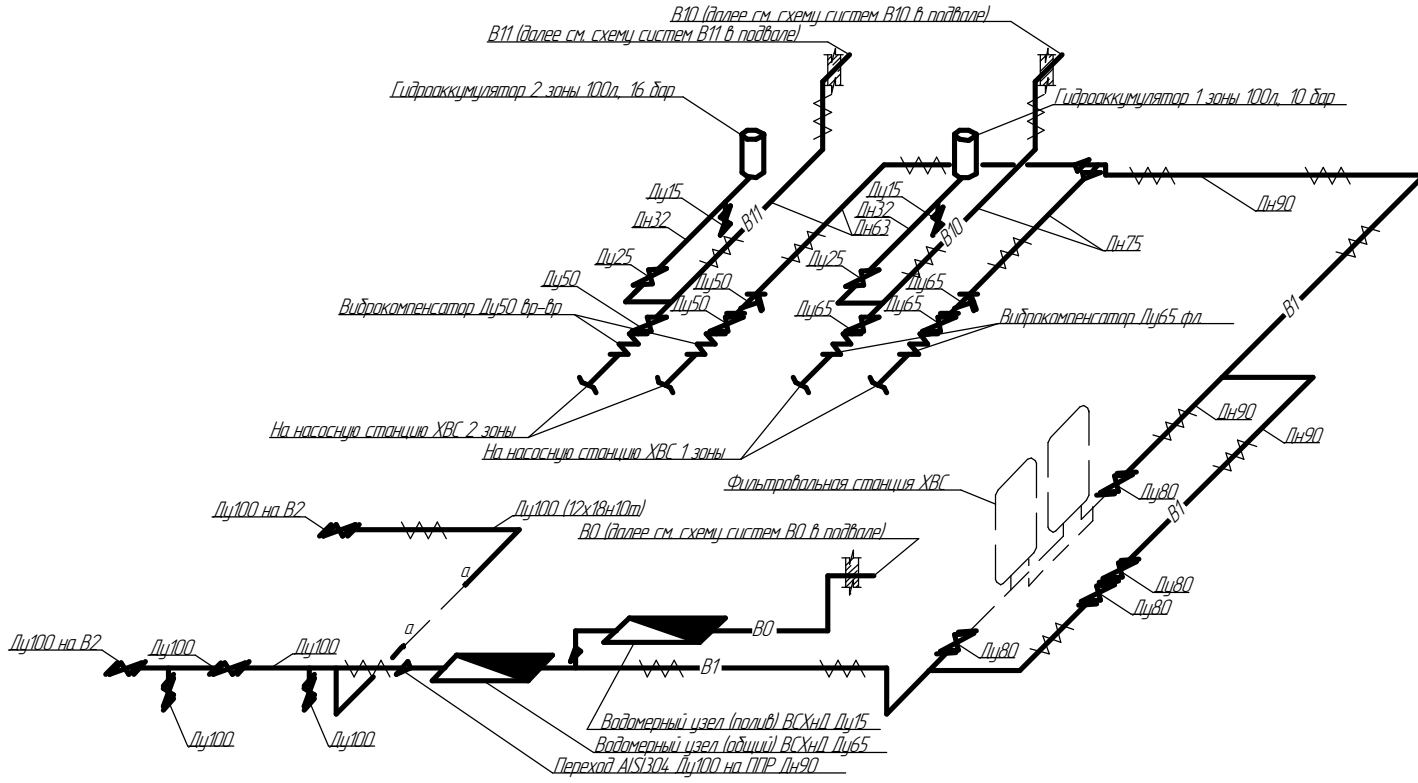 В10 (далее см. схему систем В10 в подвале)
В11 (далее см. схему систем В11 в подвале)
Гидроаккумулятор 2 зоны 100л, 16 бар
Гидроаккумулятор 1 зоны 100л, 10 бар
Ду15
Дн32
В11
Дн63
Ду15
Дн32
В10
Дн75
Дн90
Ду25
Ду50
Ду50
Ду50
Ду25
Ду65
Ду65
Ду65
Виброкомпенсатор Ду50 вр-вр
Виброкомпенсатор Ду65 фл
В1
На насосную станцию ХВС 2 зоны
На насосную станцию ХВС 1 зоны
Дн90
Дн90
Фильтровальная станция ХВС
Ду80
В1
Ду100 на В2
Ду100 (12х18н10т)
В0 (далее см. схему систем В0 в подвале)
а
а
Ду80
Ду80
Ду80
Ду100 на В2
Ду100
Ду100
В0
В1
Ду100
Ду100
Водомерный узел (полив) ВСХнД Ду15
Водомерный узел (общий) ВСХнД Ду65
Переход AISI304 Ду100 на ППР Дн90